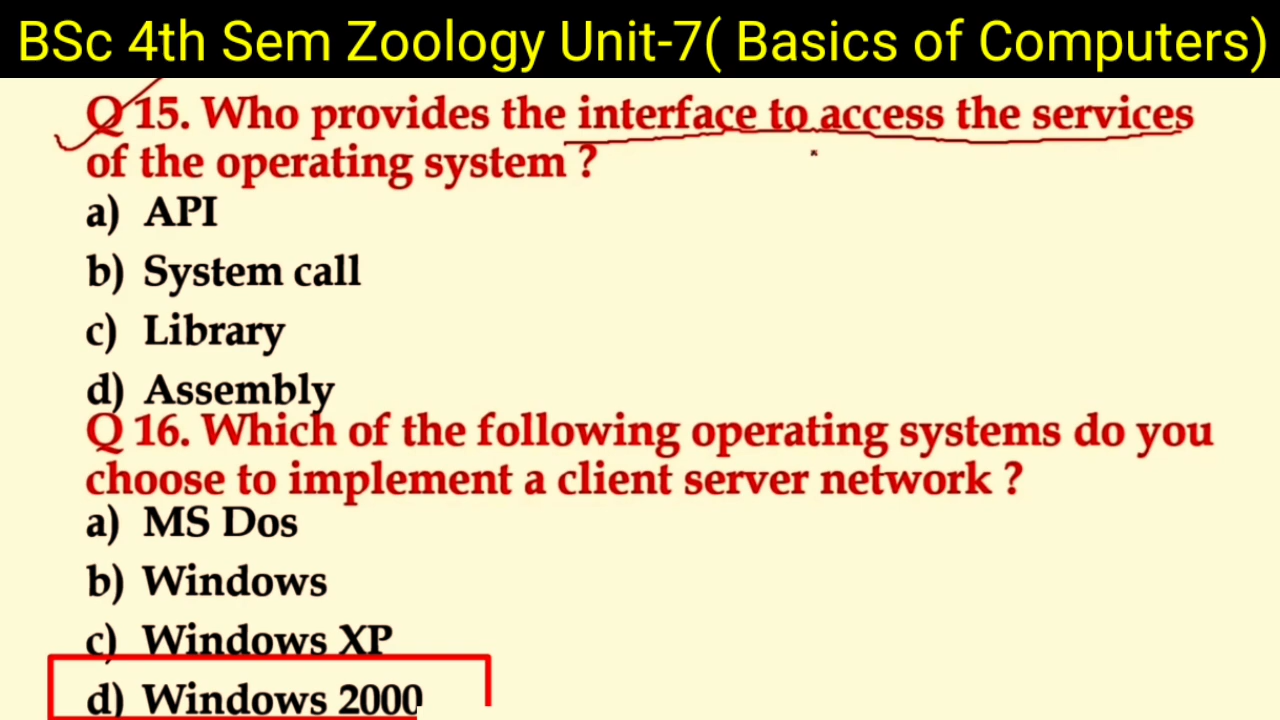 BSc 4th Sem Zoology Unit-7( Basics of Computers)
Q 15. Who provides the interface to access the services
of the operating system ?
a) API
b) System call
c) Library
d) Assembly
Q 16. Which of the following operating systems do you
choose to implement a client server network ?
a) MS Dos
b) Windows
c) Windows XP
d) Windows 2000